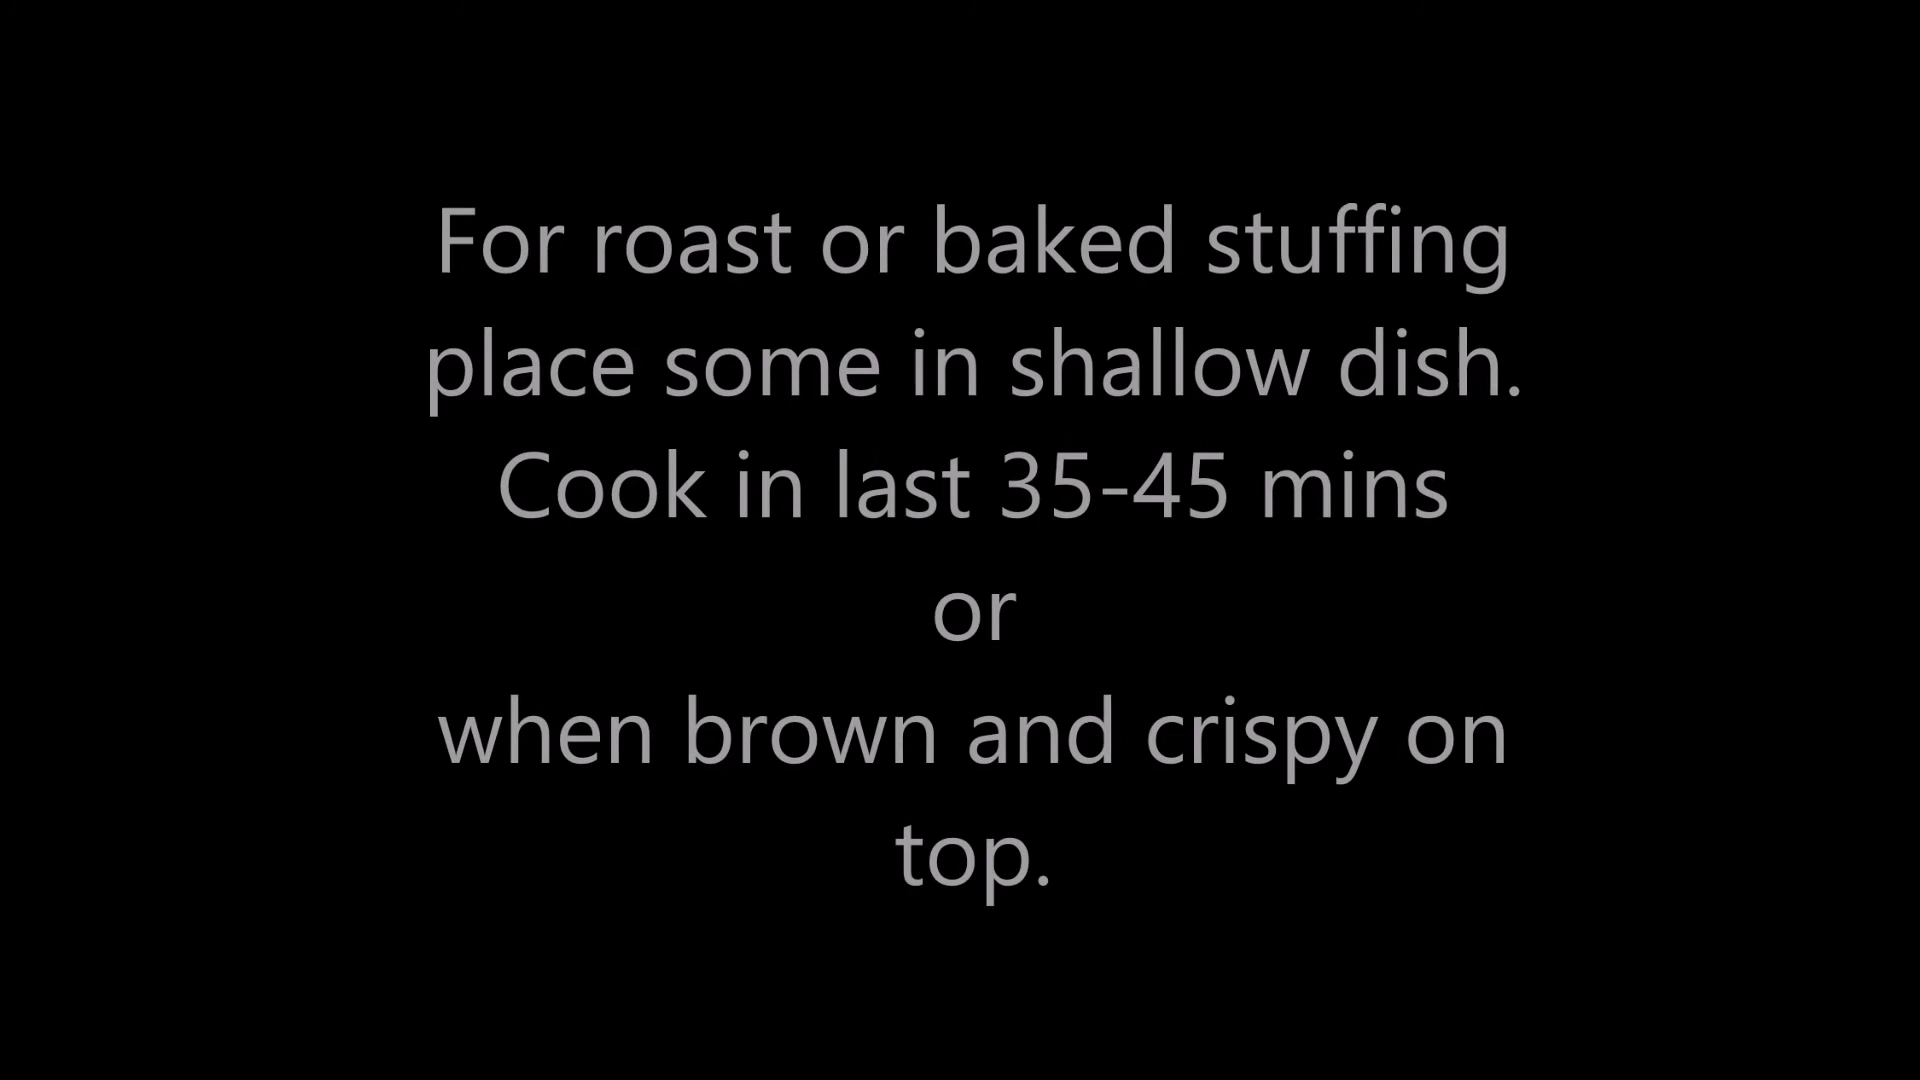 For roast or baked stuffing
place some in shallow dish.
Cook in last 35-45 mins
or
when brown and crispy on
top.